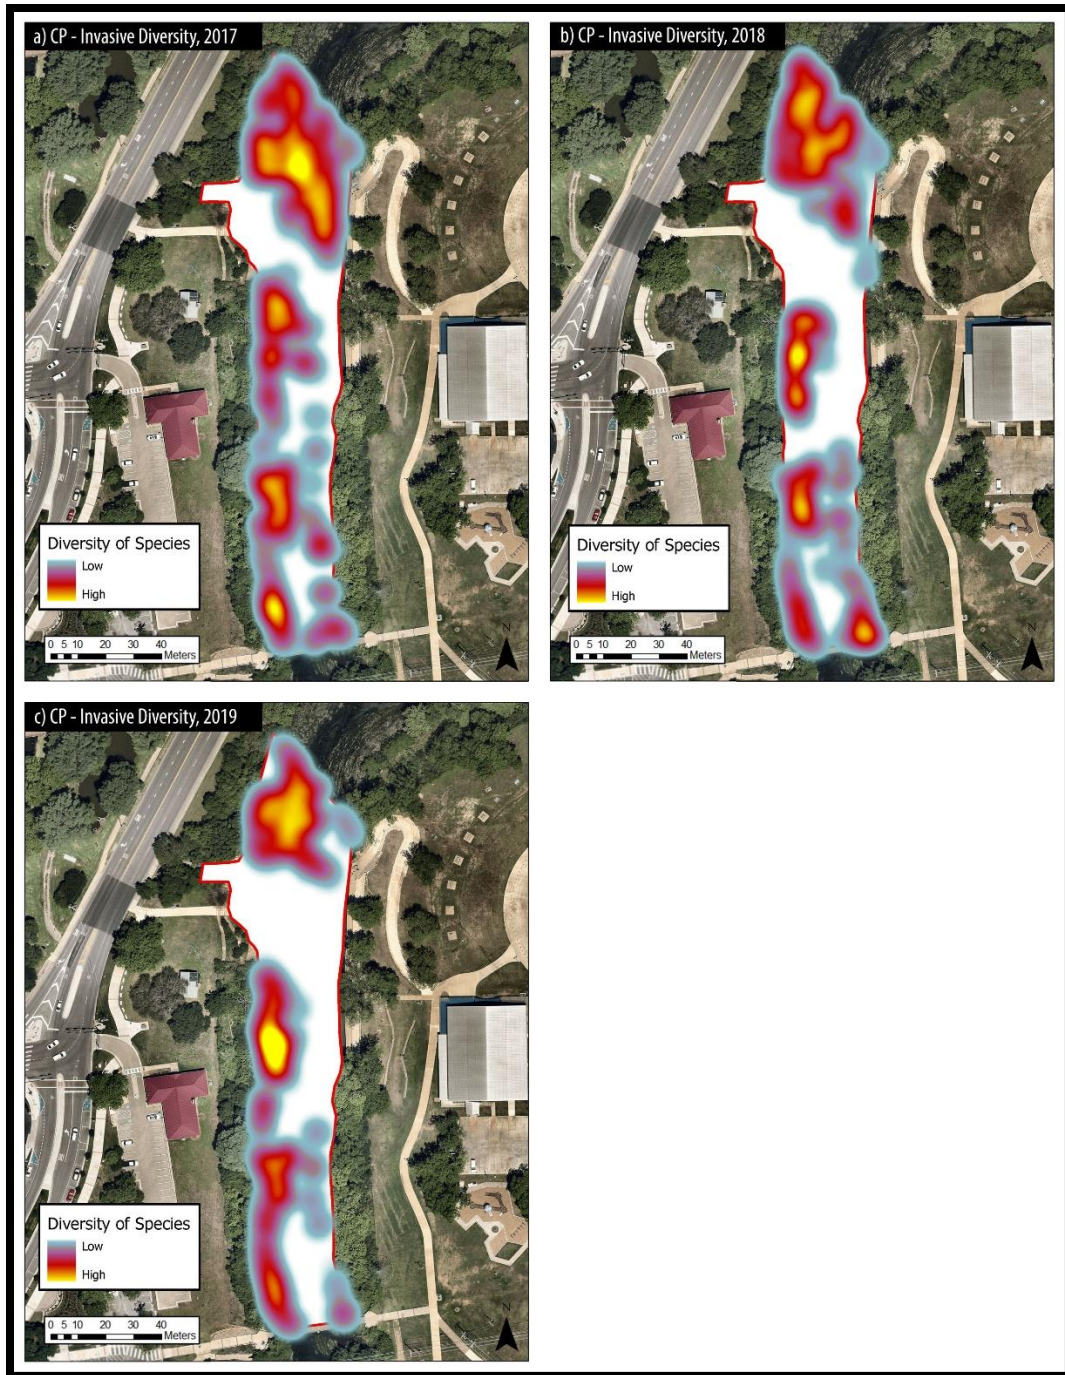 a) CP - Invasive Diversity, 2017
N
Diversity of Species
Low
High
0 5 10 20 30 40
Meters
b) CP - Invasive Diversity, 2018
N
Diversity of Species
Low
High
0 5 10 20 30 40
Meters
c) CP - Invasive Diversity, 2019
N
Diversity of Species
Low
High
0 5 10 20 30 40
Meters